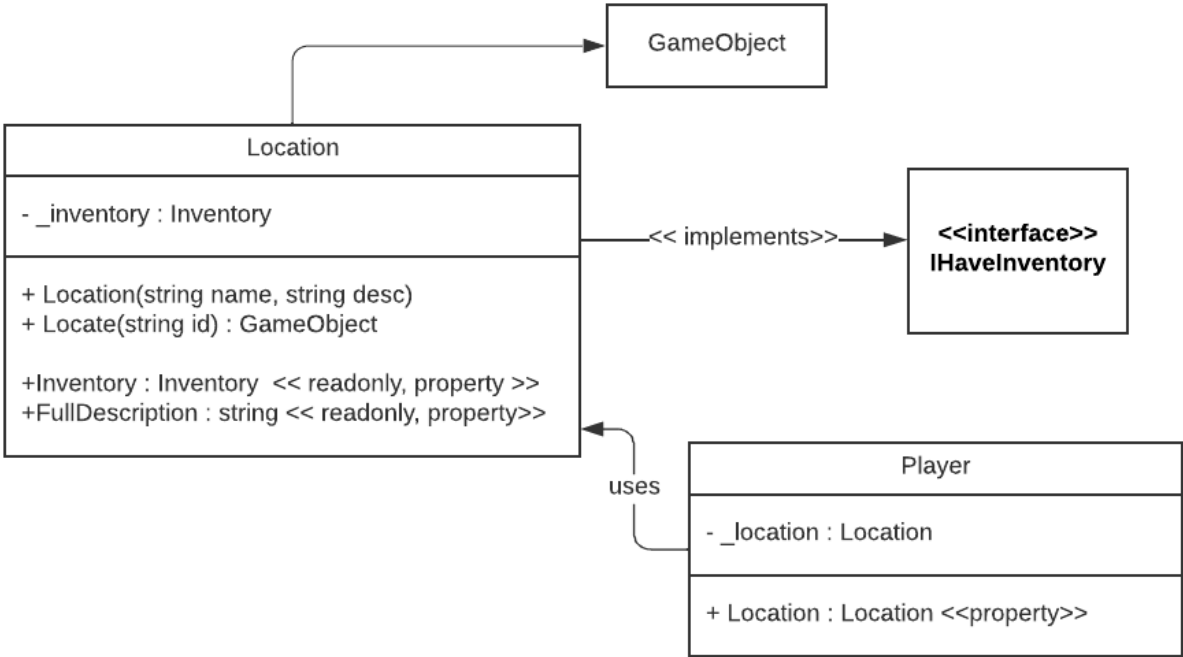 GameObject
Location
- _inventory : Inventory
+ Location(string name, string desc)
+ Locate(string id) : GameObject
+Inventory : Inventory << readonly, property >>
+FullDescription : string << readonly, property>>
<< implements>>
<<interface>>
IHaveInventory
uses
Player
- _location : Location
+ Location : Location <<property>>